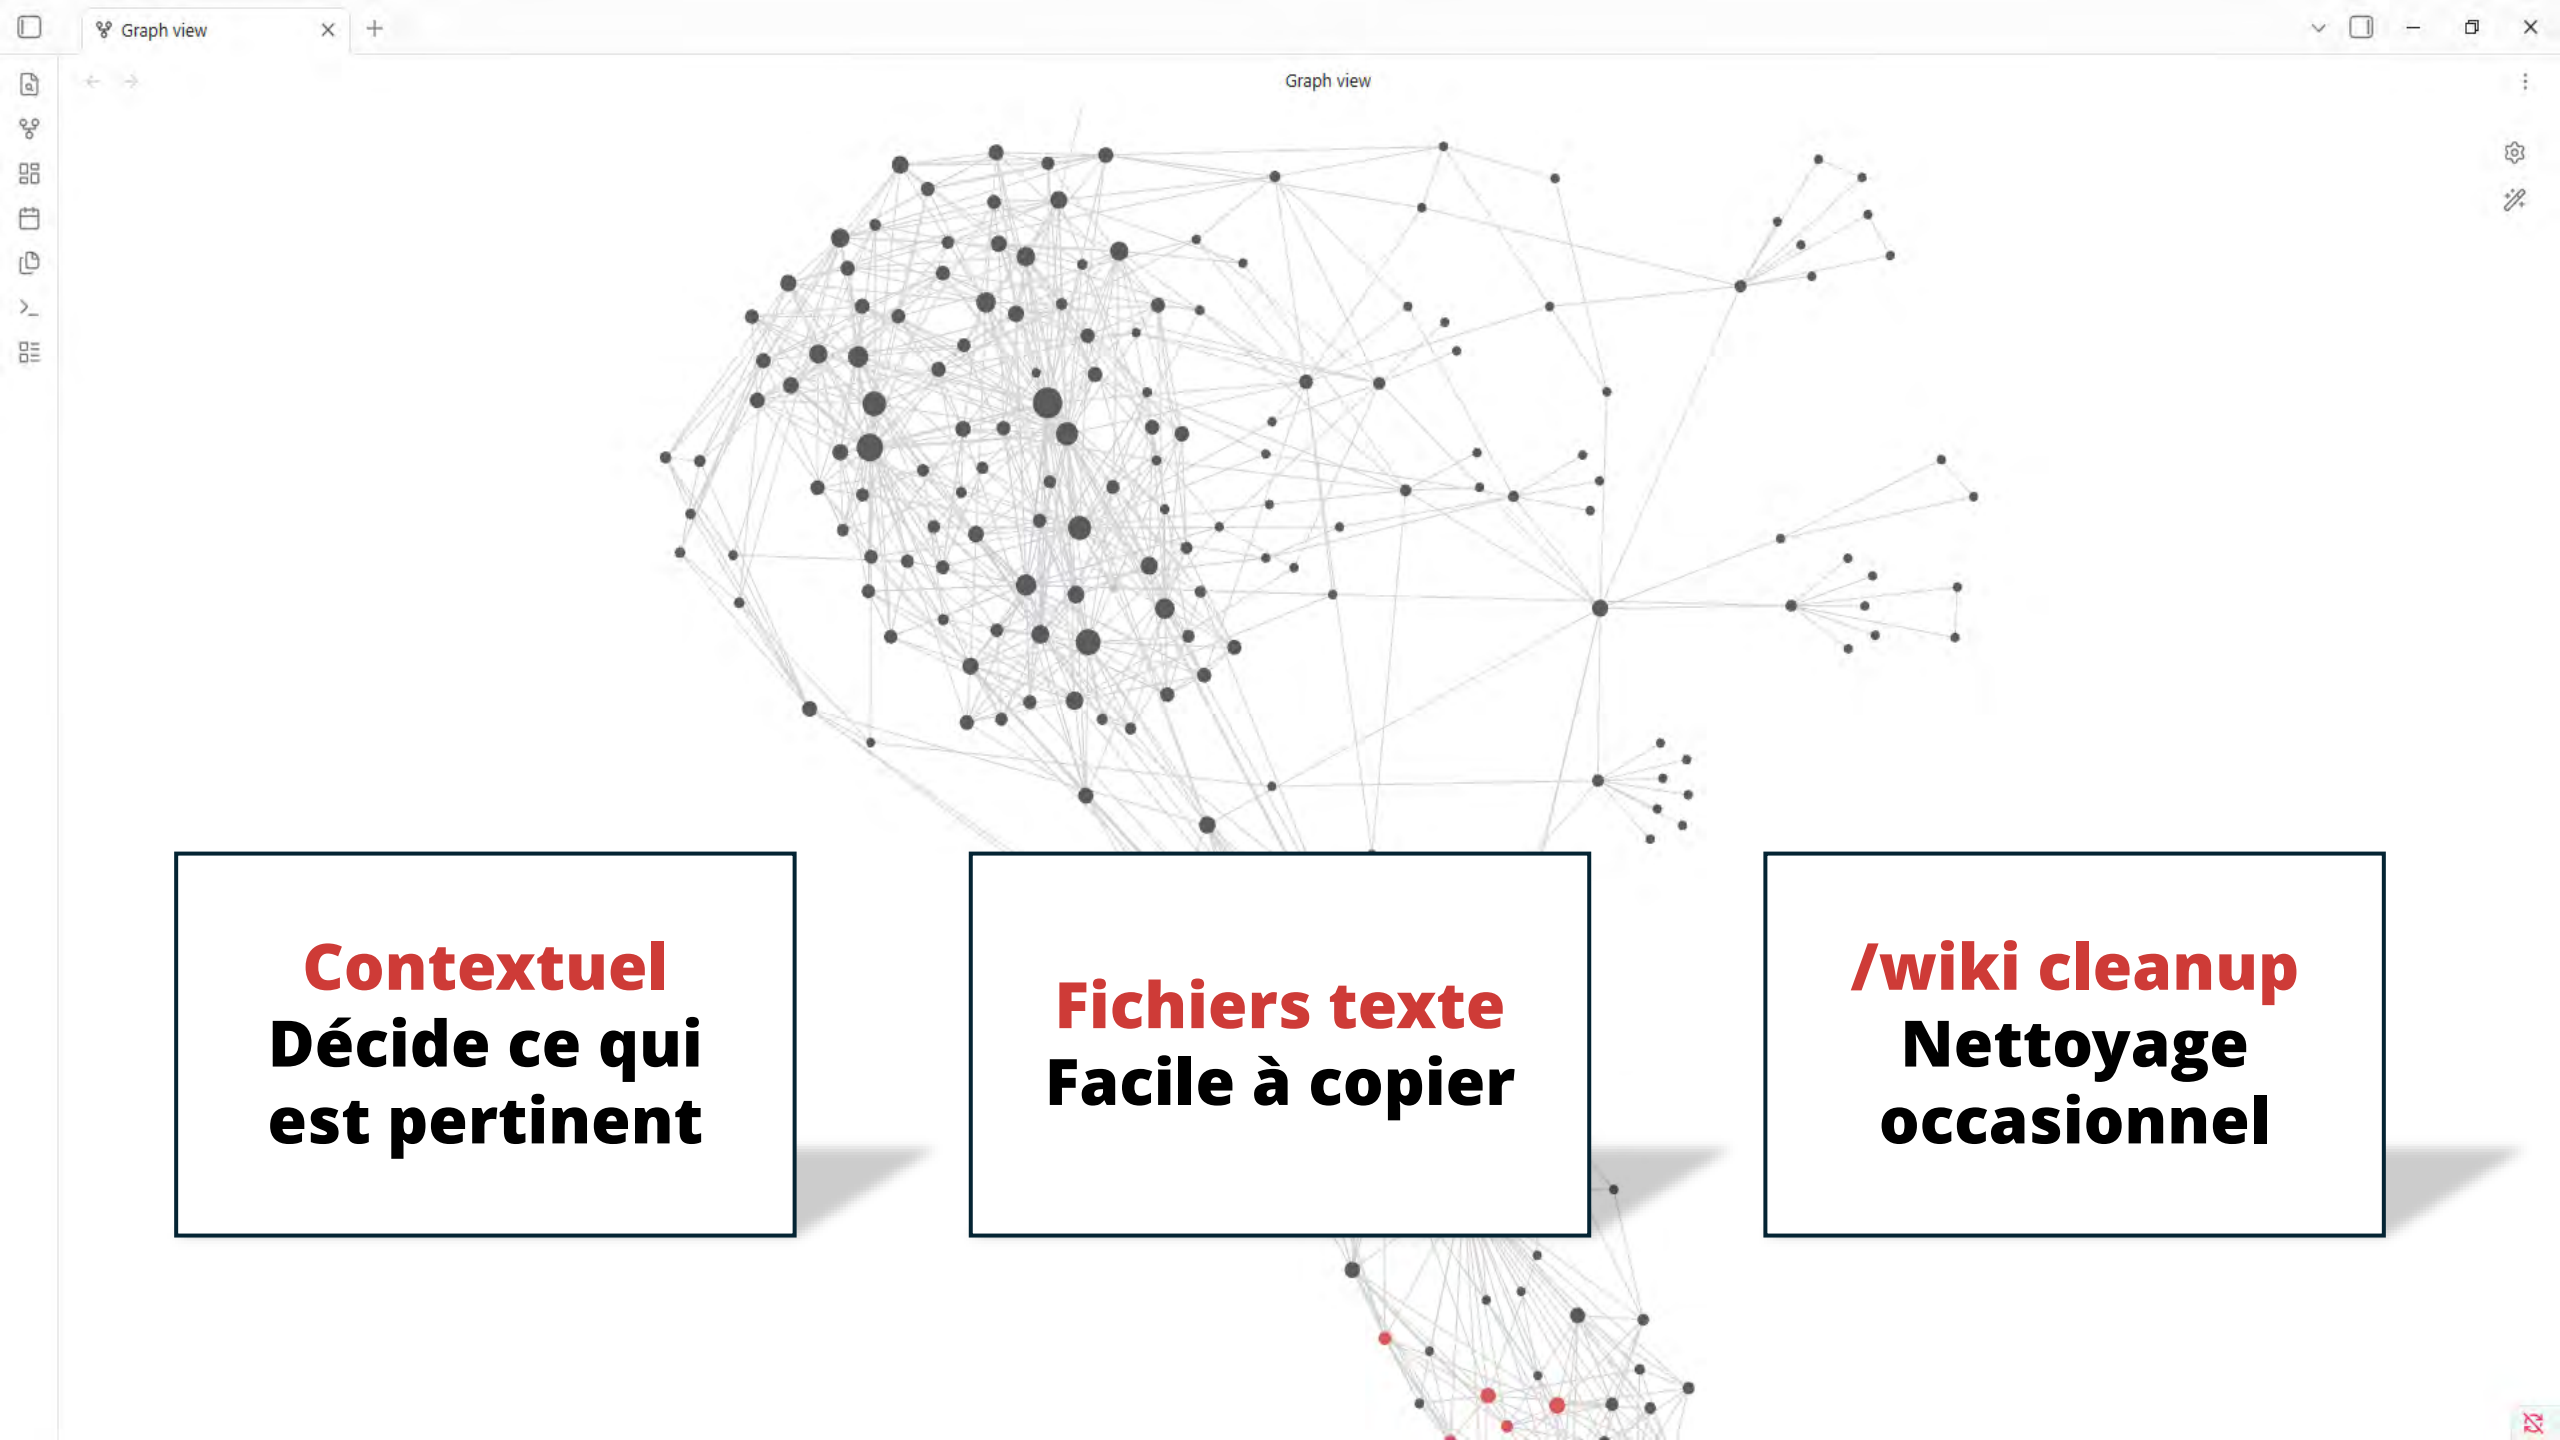 Graph view
Graph view
Contextuel
Décide ce qui
est pertinent
Fichiers texte
Facile à copier
/wiki cleanup
Nettoyage
occasionnel